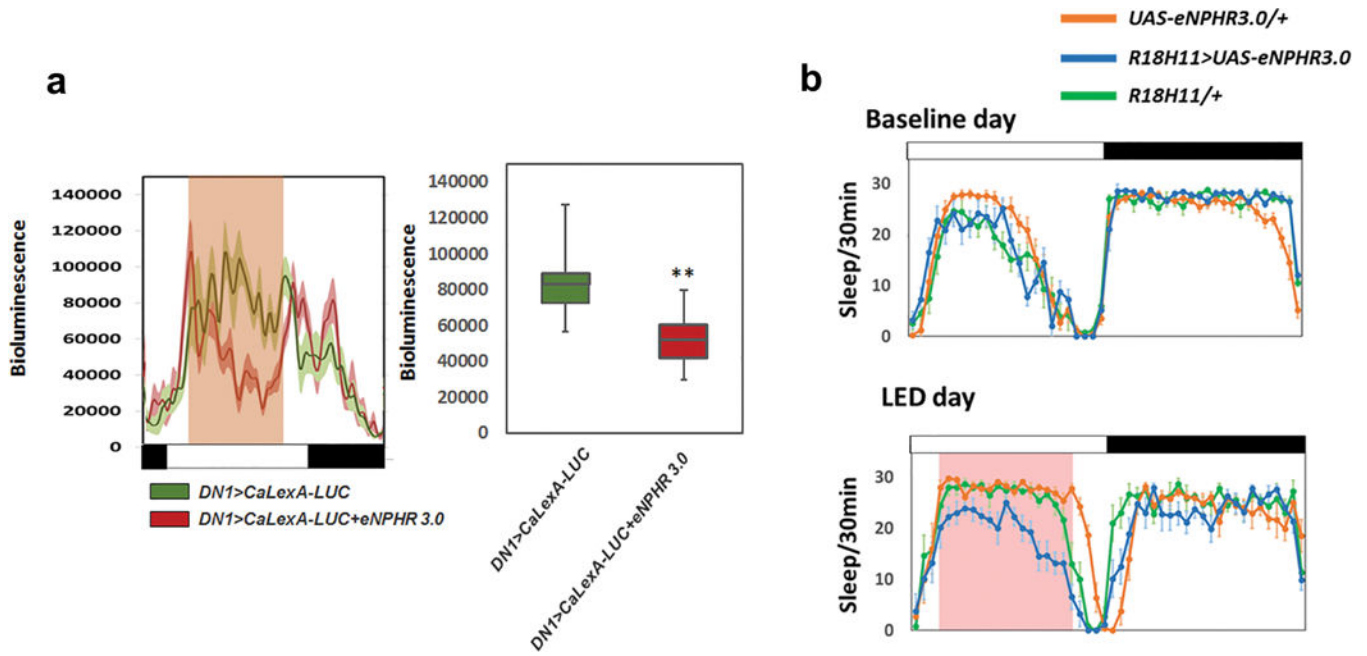 a
Bioluminescence
140000
120000
100000
80000
60000
40000
20000
0
DN1>CaLexA-LUC
DN1>CaLexA-LUC+eNPHR 3.0
Bioluminescence
140000
120000
100000
80000
60000
40000
20000
0
**
DN1>CaLexA-LUC
DN1>CaLexA-LUC+eNPHR 3.0
UAS-eNPHR3.0/+
R18H11>UAS-eNPHR3.0
R18H11/+
b
Baseline day
Sleep/30min
30
20
10
0
LED day
Sleep/30min
30
20
10
0